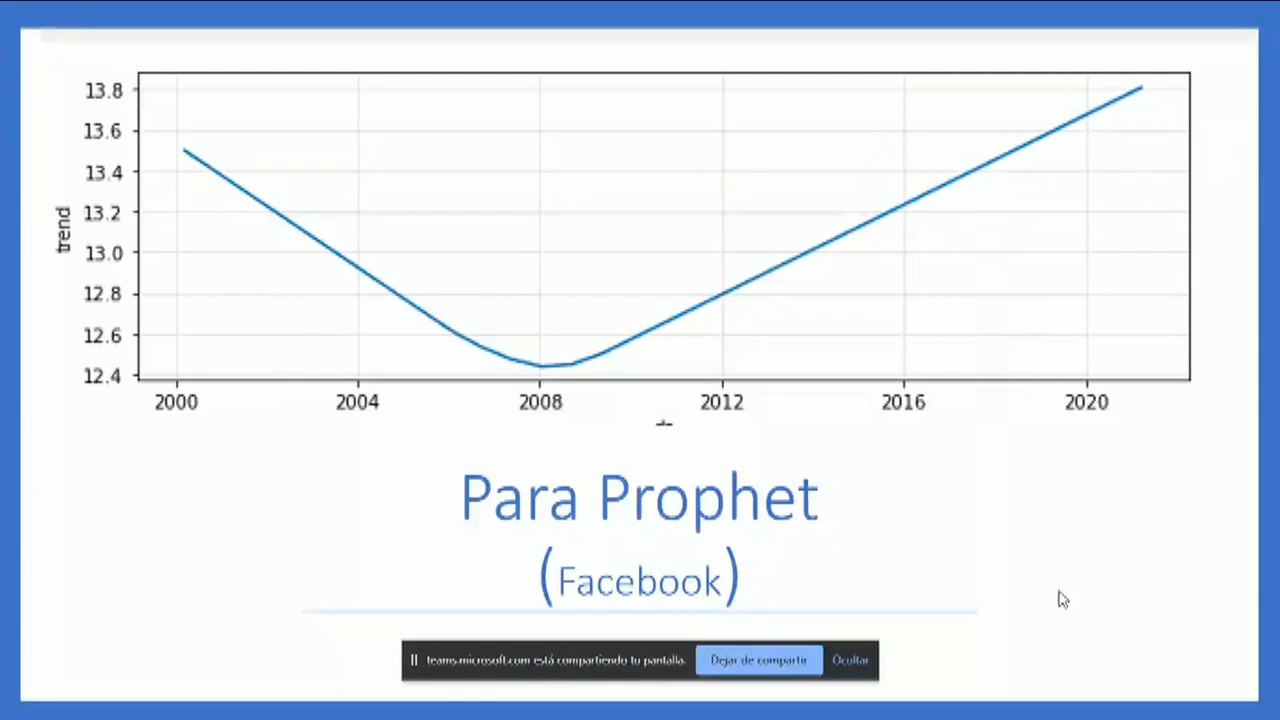 13.8
13.6
13.4
13.2
13.0
12.8
12.6
12.4
trend
2000 2004 2008 2012 2016 2020
Para Prophet
(Facebook)
teams.microsoft.com está compartiendo tu pantalla. Dejar de compartir Ocultar